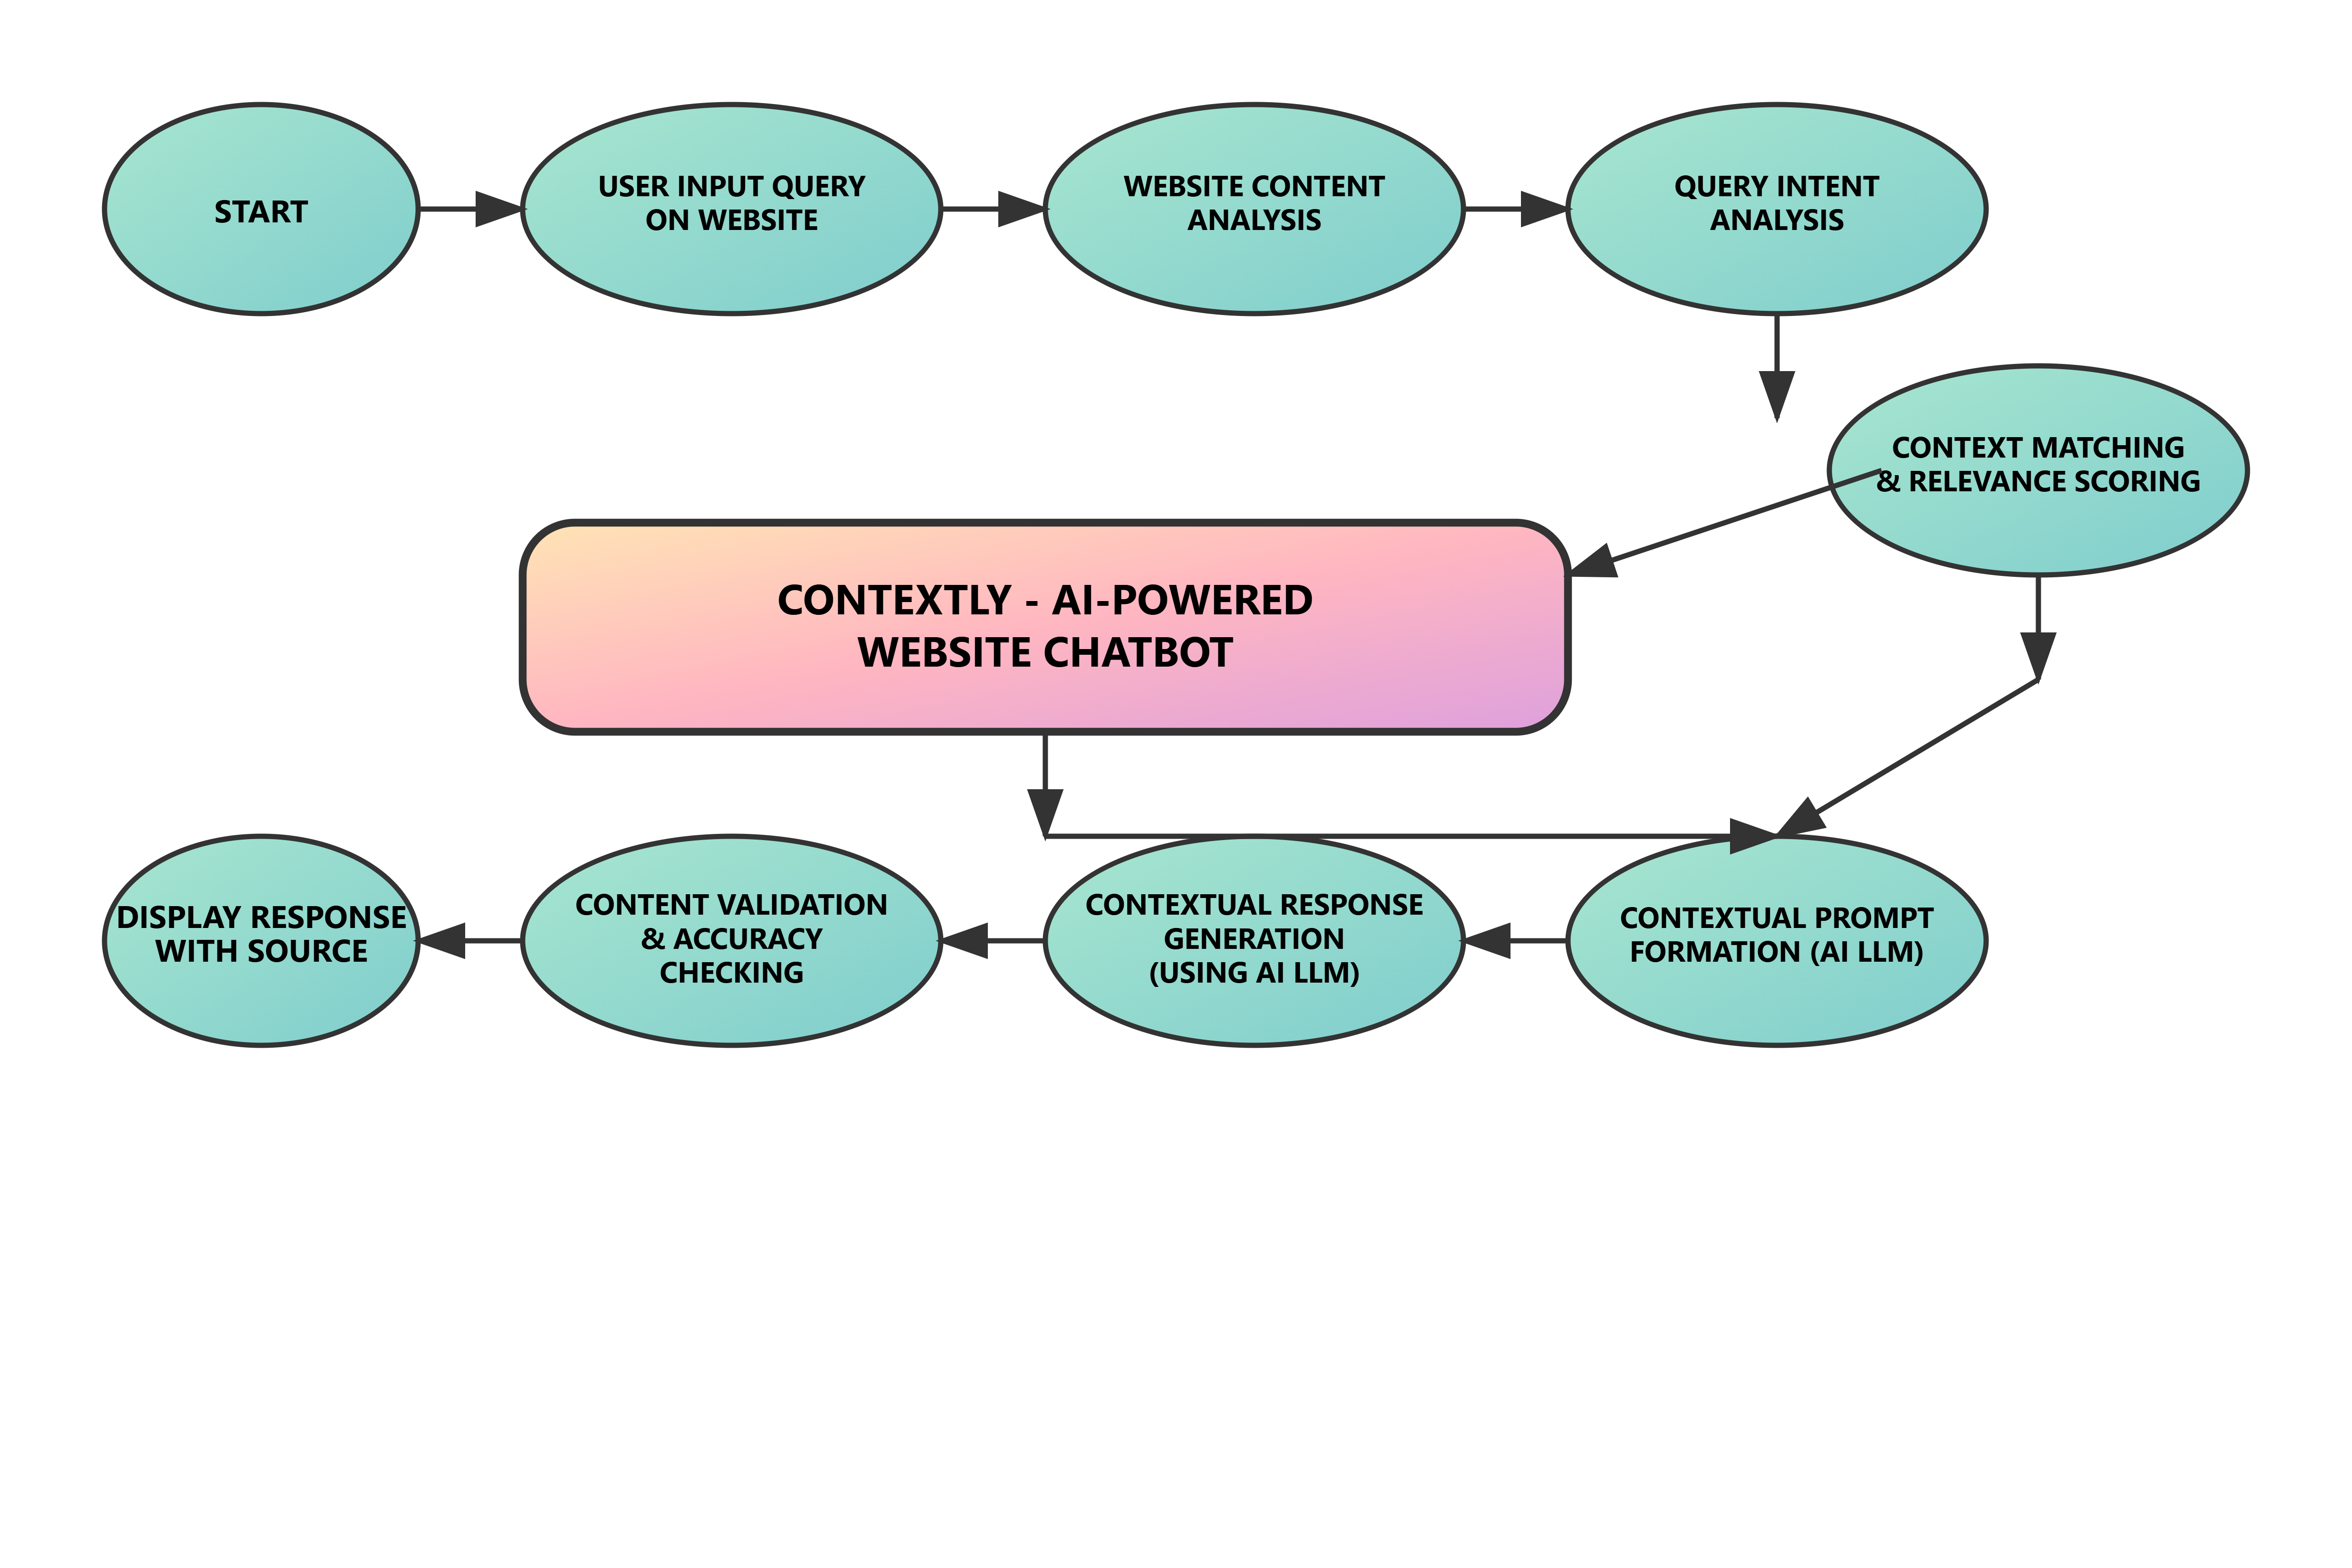 START
USER INPUT QUERY
ON WEBSITE
WEBSITE CONTENT
ANALYSIS
QUERY INTENT
ANALYSIS
CONTEXT MATCHING
& RELEVANCE SCORING
CONTEXTLY - AI-POWERED
WEBSITE CHATBOT
DISPLAY RESPONSE
WITH SOURCE
CONTENT VALIDATION
& ACCURACY
CHECKING
CONTEXTUAL RESPONSE
GENERATION
(USING AI LLM)
CONTEXTUAL PROMPT
FORMATION (AI LLM)